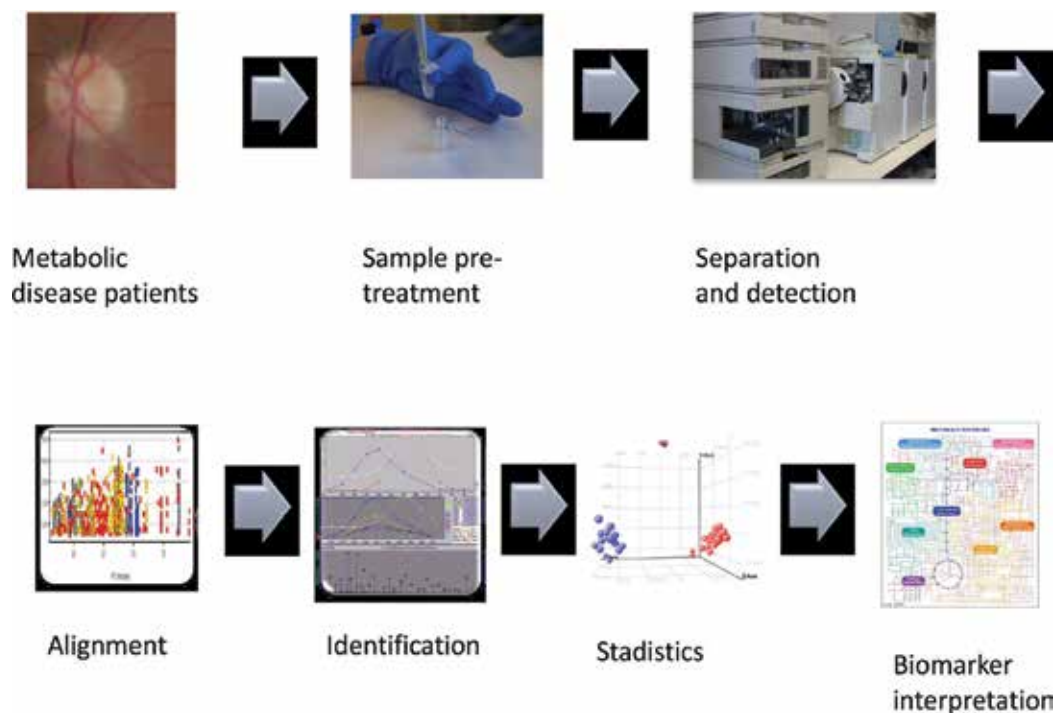 Metabolic
disease patients
Sample pre-
treatment
Separation
and detection
Alignment
Identification
Stadistics
Biomarker
interpretation